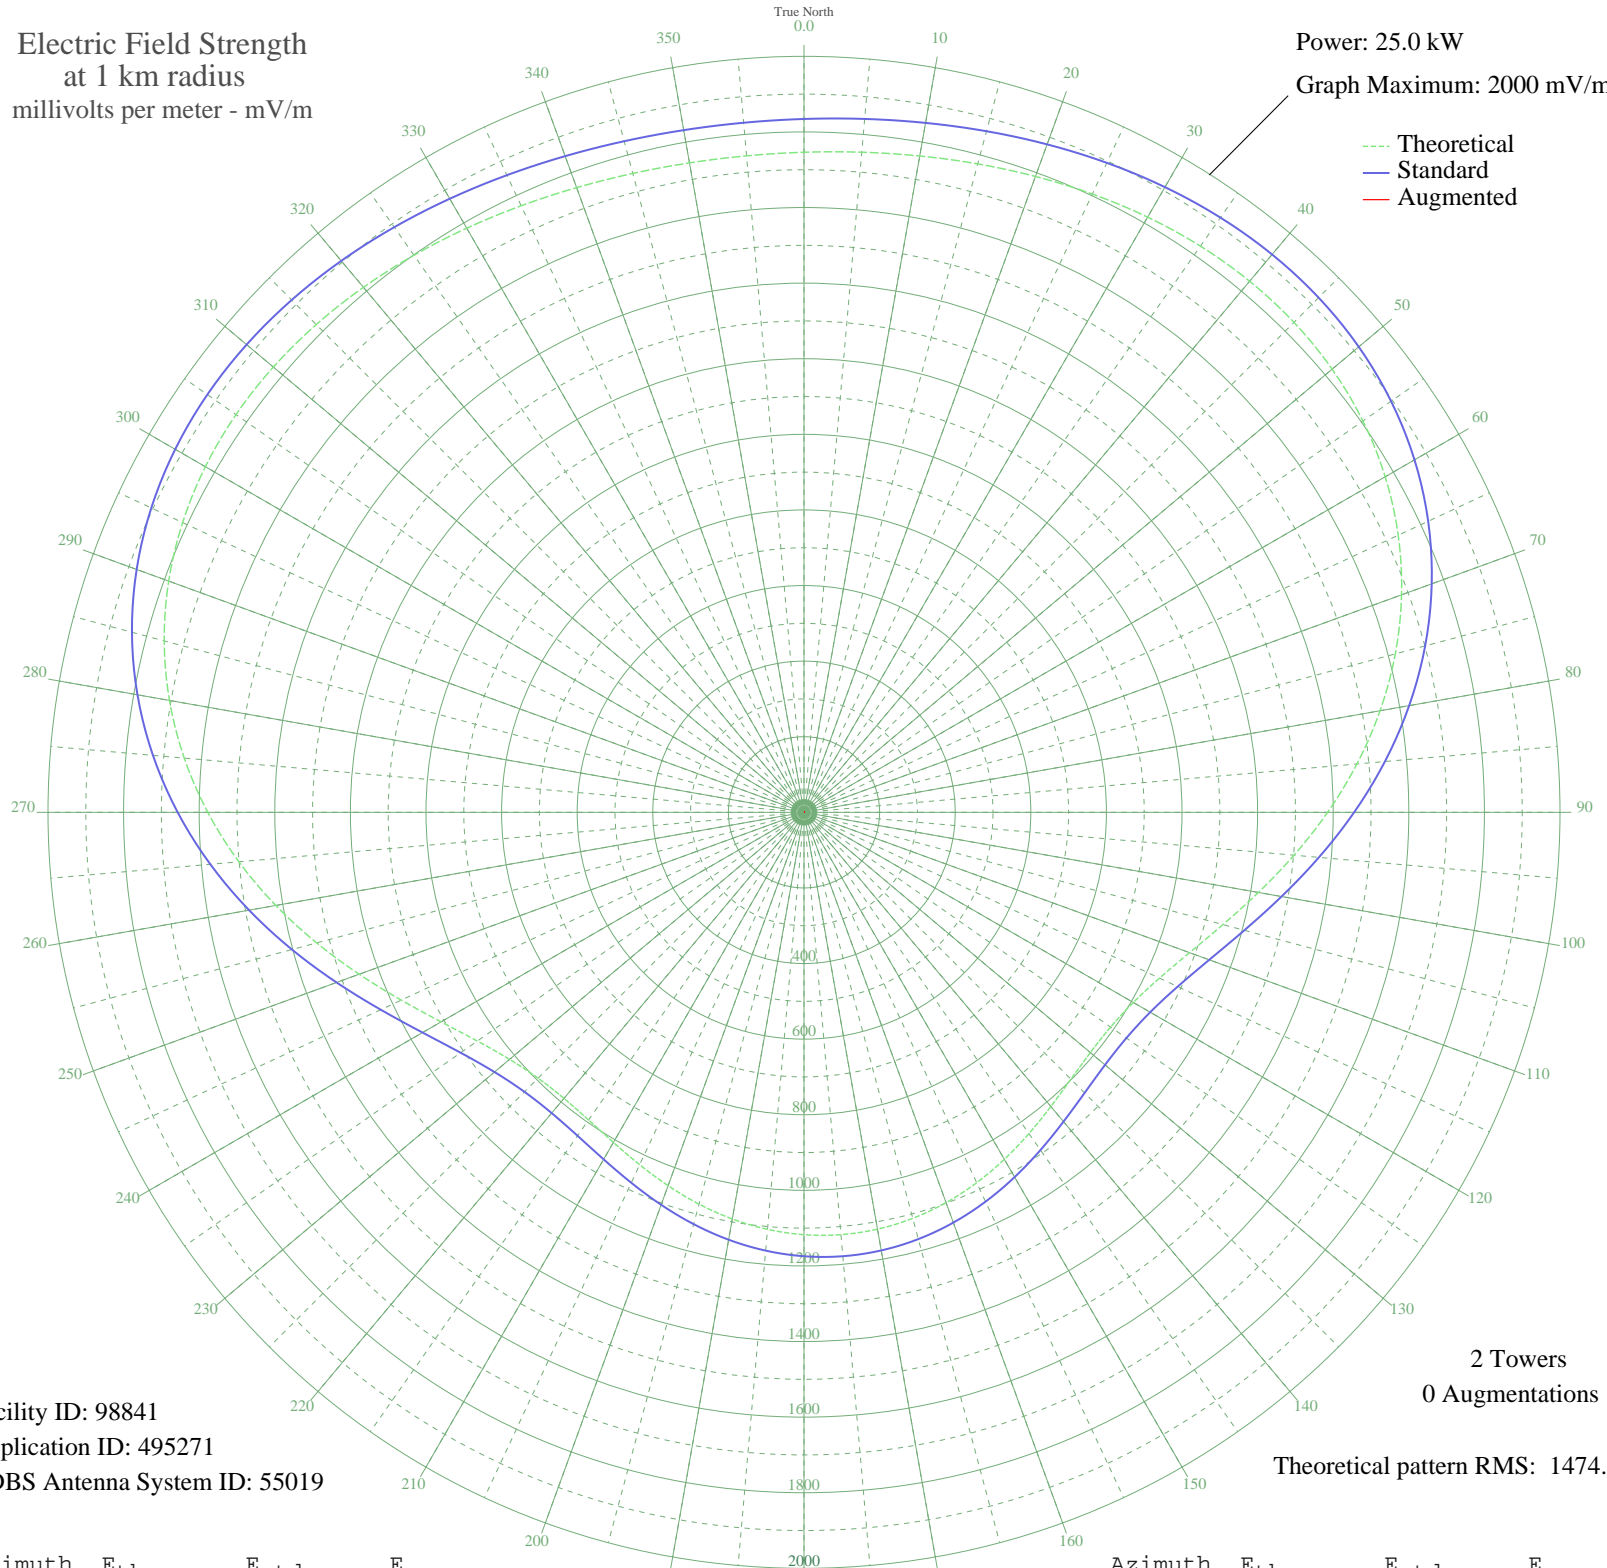 True North
0.0
Electric Field Strength
at 1 km radius
millivolts per meter - mV/m
Power: 25.0 kW
Graph Maximum: 2000 mV/m
Theoretical
Standard
Augmented
350
10
340
20
330
30
320
40
310
50
300
60
290
70
280
80
270
90
260
100
250
110
240
120
230
130
220
140
210
150
200
160
400
600
800
1000
1200
1400
1600
1800
2000
2 Towers
0 Augmentations
Theoretical pattern RMS: 1474.
cility ID: 98841
plication ID: 495271
DBS Antenna System ID: 55019
imuth E E E
Azimuth E E E